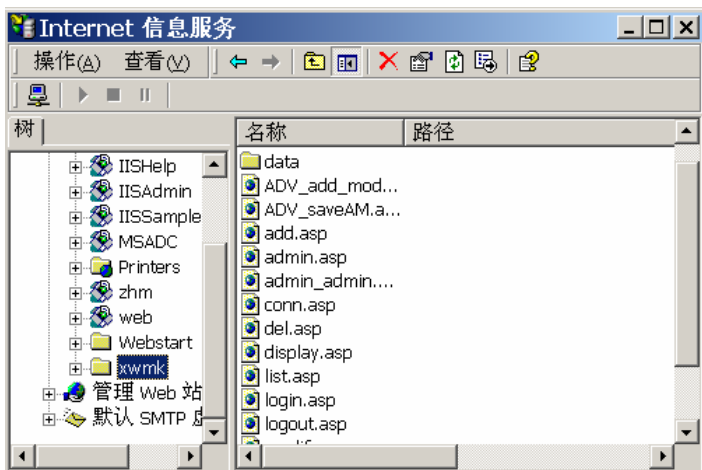 Internet 信息服务
操作(A) 查看(V)
树
名称 路径
IISHelp
IISAdmin
IISSample
MSADC
Printers
zhm
web
Webstart
xwmk
管理 Web 站
默认 SMTP
data
ADV_add_mod...
ADV_saveAM.a...
add.asp
admin.asp
admin_admin....
conn.asp
del.asp
display.asp
list.asp
login.asp
logout.asp